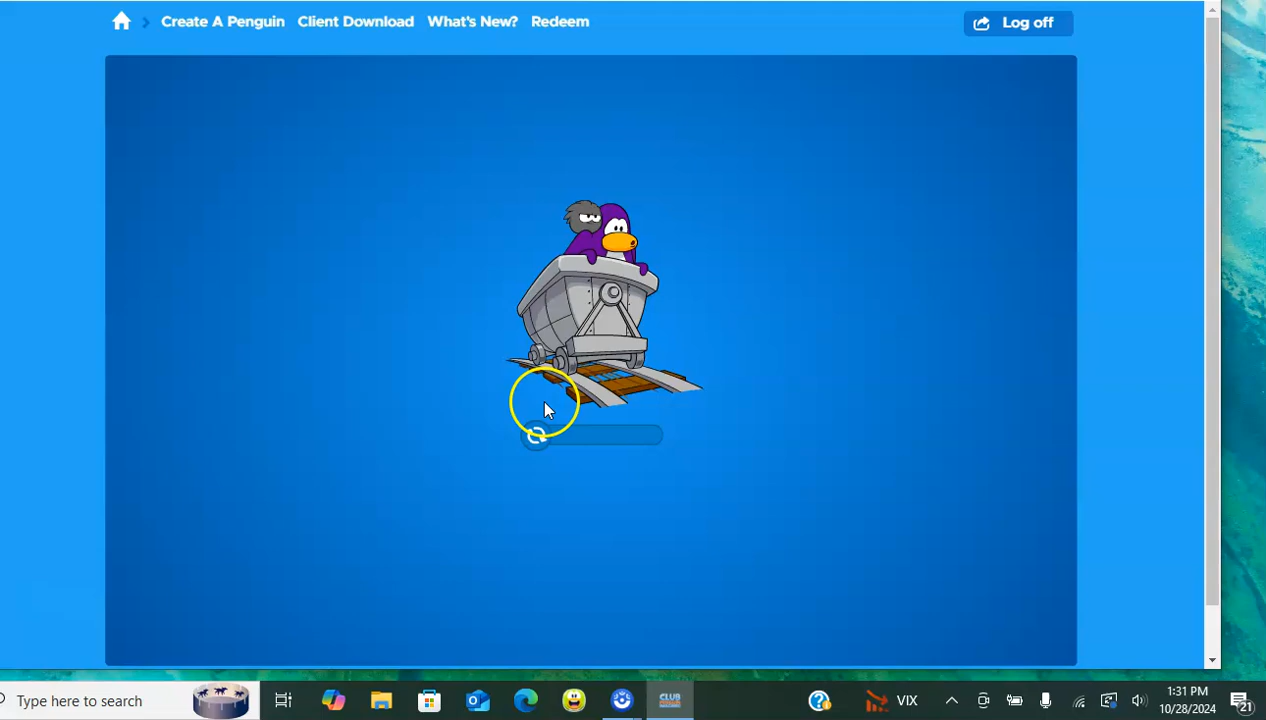 Create A Penguin Client Download What's New? Redeem Log off
Type here to search
CLUB
VIX
1:31 PM
10/28/2024
21